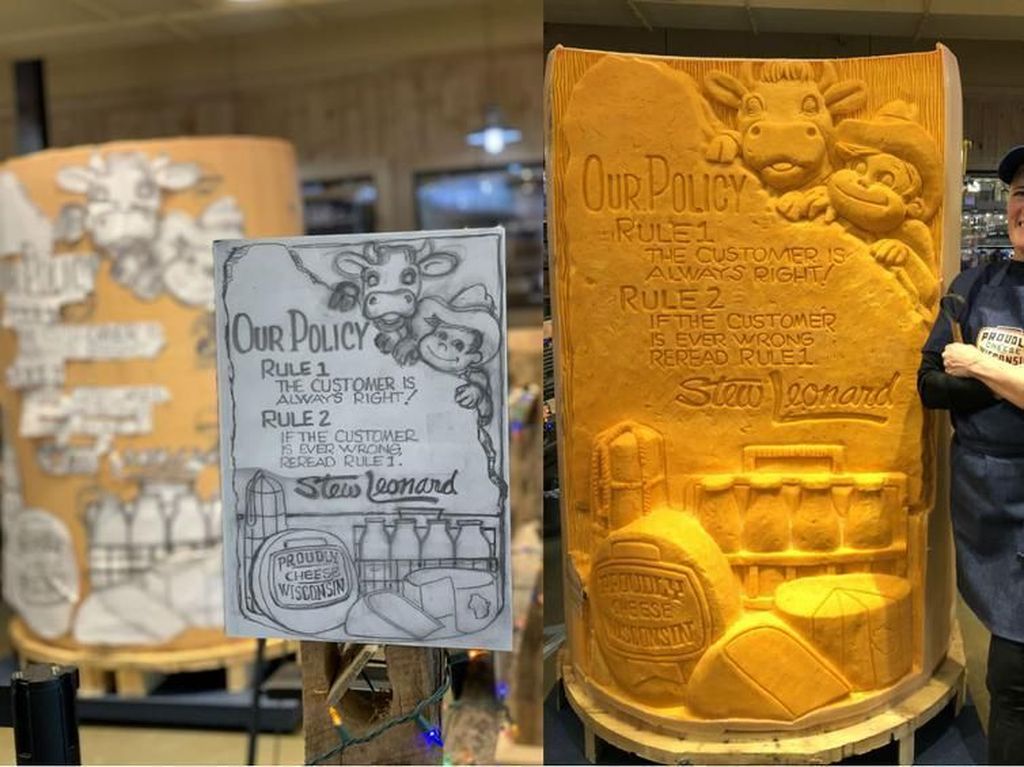 OUR POLICY
RULE 1
THE CUSTOMER IS
ALWAYS RIGHT!
RULE 2
IF THE CUSTOMER
IS EVER WRONG,
REREAD RULE 1.
Stew Leonard
PROUDLY
CHEESE
WISCONSIN
OUR POLICY
RULE 1
THE CUSTOMER IS
ALWAYS RIGHT!
RULE 2
IF THE CUSTOMER
IS EVER WRONG
REREAD RULE 1.
Stew Leonard
PROUDLY
CHEESE
WISCONSIN
PROUDLY
CHEESE